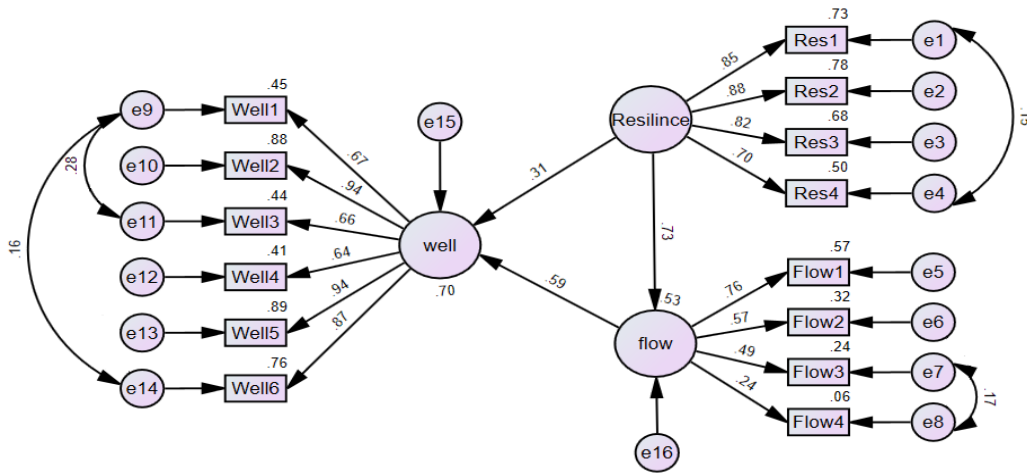 .73
Res1
e1
.85
.45
.78
e9
Well1
.88
Res2
e2
e15
Resilince
.68
.82
Res3
e3
.67
.88
.70
.50
e10
Well2
.28
.94
Res4
e4
.31
.44
e11
Well3
.66
.73
.16
well
.57
.41
.64
Flow1
e5
e12
Well4
.59
.76
.70
.53
.32
.94
.57
Flow2
e6
.89
e13
Well5
flow
.24
.87
.49
Flow3
e7
.76
.24
.17
e14
Well6
.06
Flow4
e8
e16